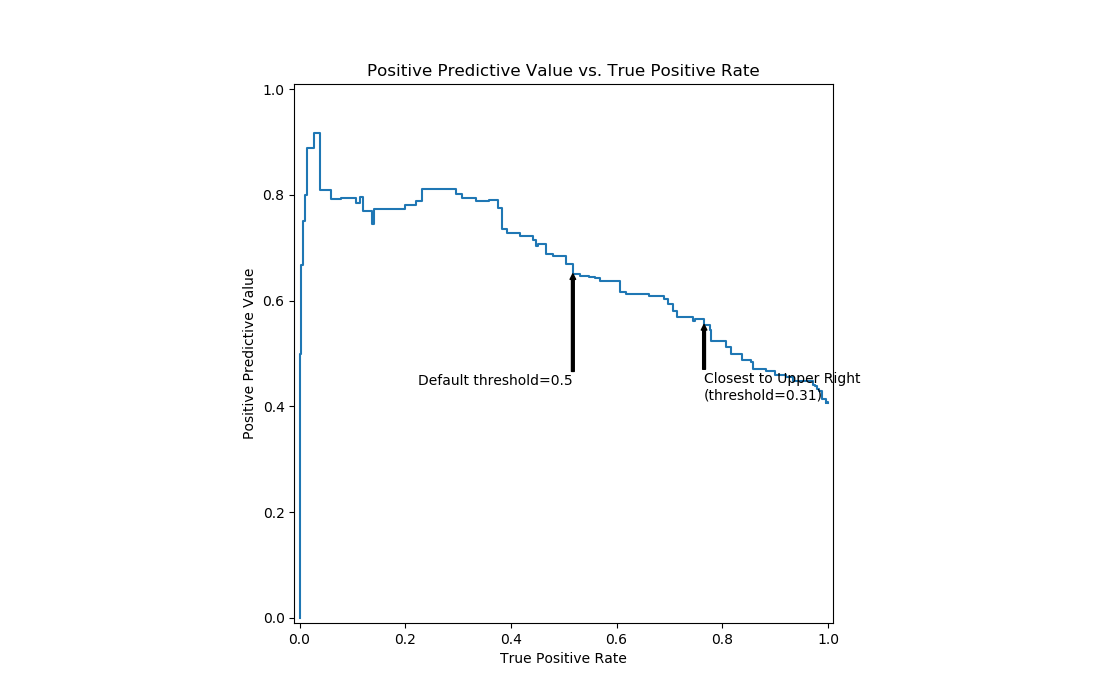 Positive Predictive Value vs. True Positive Rate
1.0
0.8
0.6
0.4
0.2
0.0
Positive Predictive Value
Default threshold=0.5
Closest to Upper Right
(threshold=0.31)
0.0 0.2 0.4 0.6 0.8 1.0
True Positive Rate